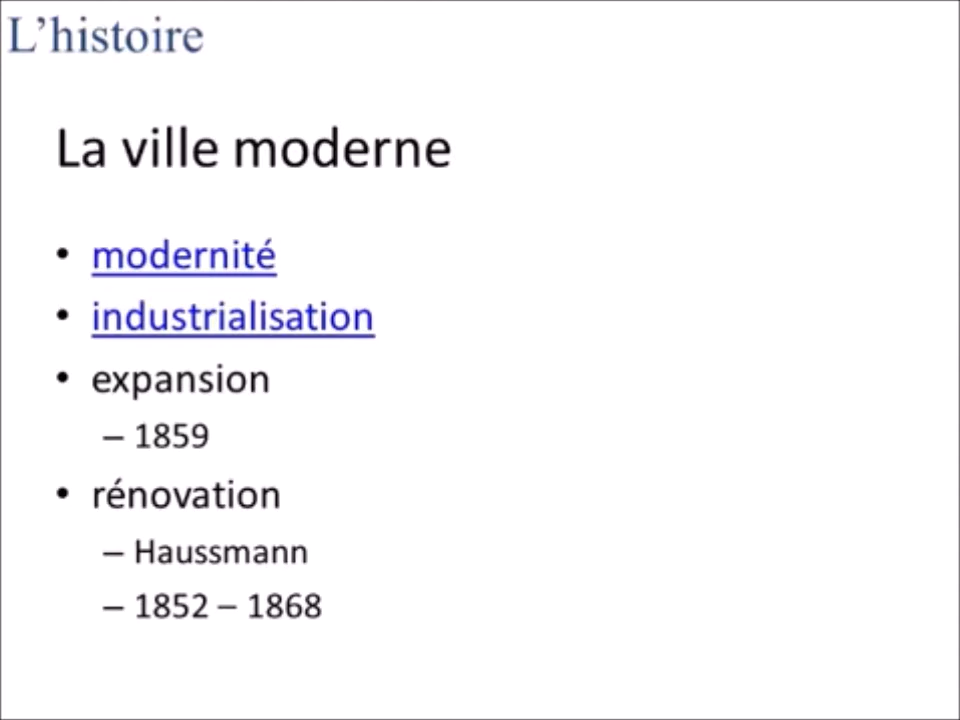 L’histoire
La ville moderne
• modernité
• industrialisation
• expansion
– 1859
• rénovation
– Haussmann
– 1852 – 1868